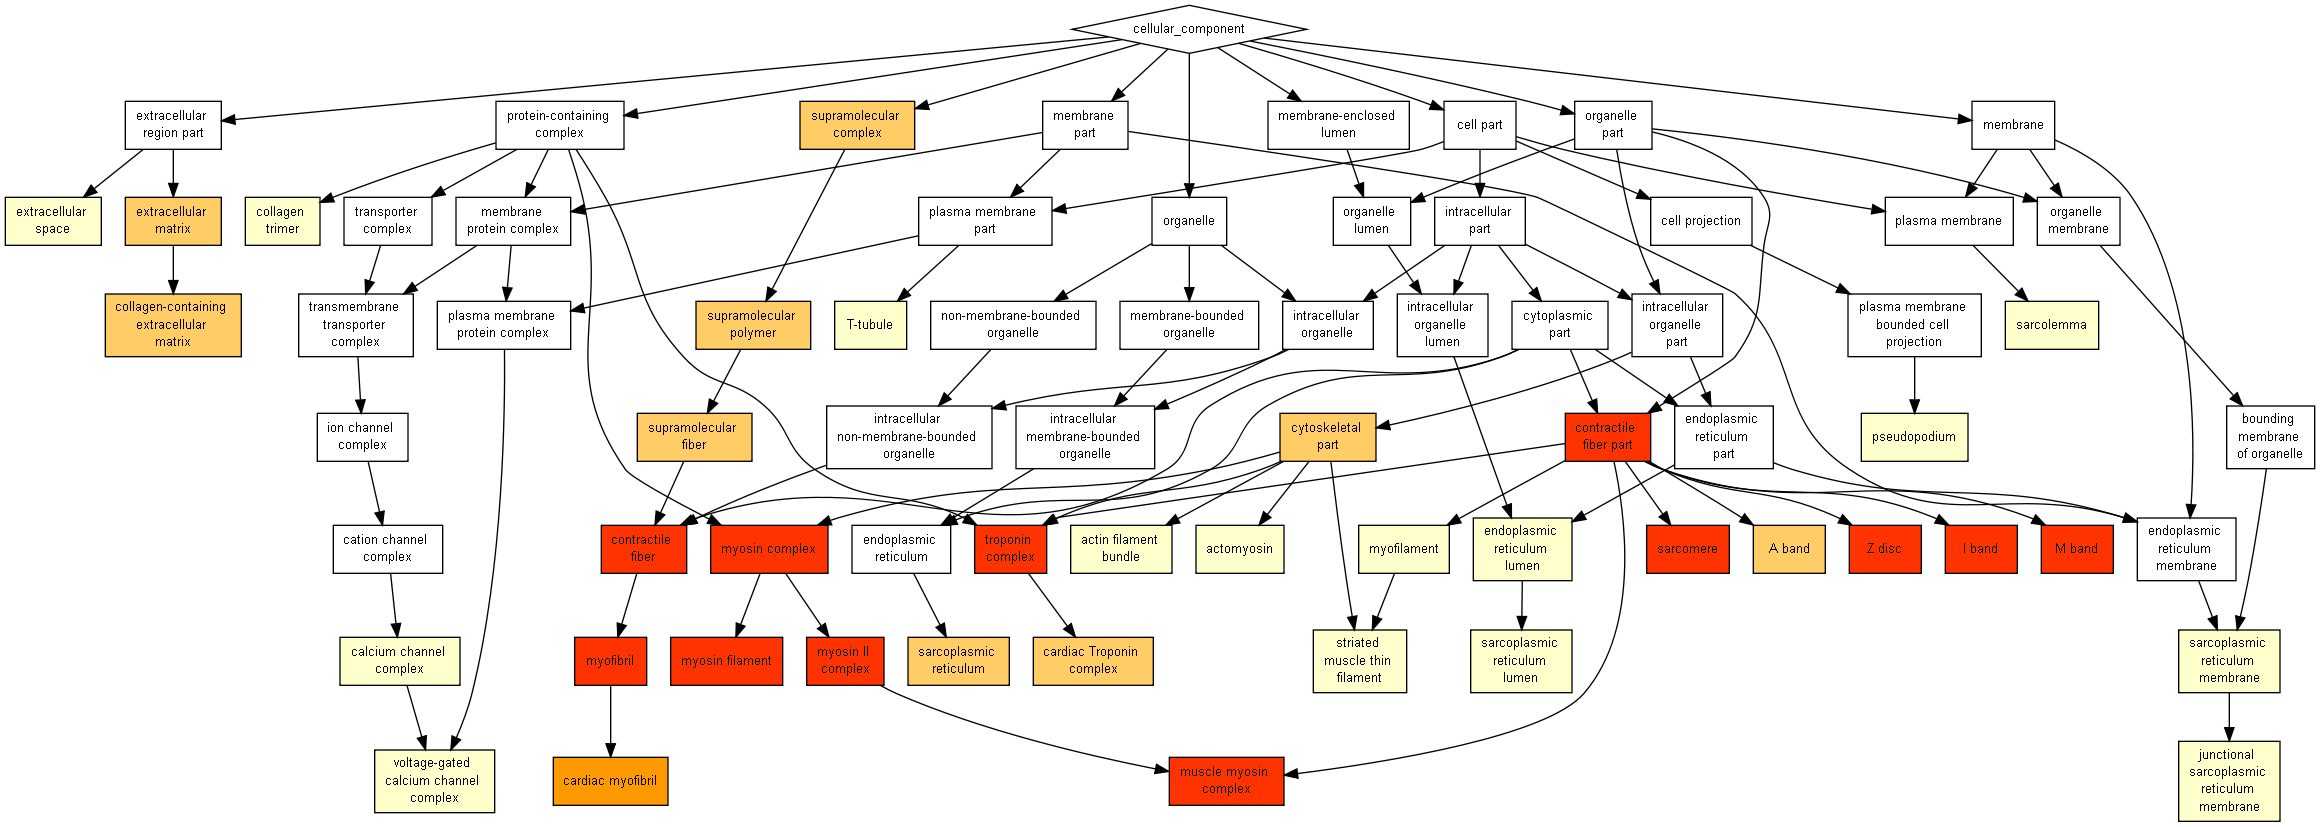 cellular_component
extracellular
region part
protein-containing
complex
supramolecular
complex
membrane
part
membrane-enclosed
lumen
cell part
organelle
part
membrane
extracellular
space
extracellular
matrix
collagen
trimer
transporter
complex
membrane
protein complex
plasma membrane
part
organelle
organelle
lumen
intracellular
part
cell projection
plasma membrane
organelle
membrane
collagen-containing
extracellular
matrix
transmembrane
transporter
complex
plasma membrane
protein complex
supramolecular
polymer
T-tubule
non-membrane-bounded
organelle
membrane-bounded
organelle
intracellular
organelle
intracellular
organelle
lumen
cytoplasmic
part
intracellular
organelle
part
plasma membrane
bounded cell
projection
sarcolemma
ion channel
complex
supramolecular
fiber
intracellular
non-membrane-bounded
organelle
intracellular
membrane-bounded
organelle
cytoskeletal
part
contractile
fiber part
endoplasmic
reticulum
part
pseudopodium
bounding
membrane
of organelle
cation channel
complex
contractile
fiber
myosin complex
endoplasmic
reticulum
troponin
complex
actin filament
bundle
actomyosin
myofilament
endoplasmic
reticulum
lumen
sarcomere
A band
Z disc
I band
M band
endoplasmic
reticulum
membrane
calcium channel
complex
myofibril
myosin filament
myosin II
complex
sarcoplasmic
reticulum
cardiac Troponin
complex
striated
muscle thin
filament
sarcoplasmic
reticulum
lumen
sarcoplasmic
reticulum
membrane
voltage-gated
calcium channel
complex
cardiac myofibril
muscle myosin
complex
junctional
sarcoplasmic
reticulum
membrane